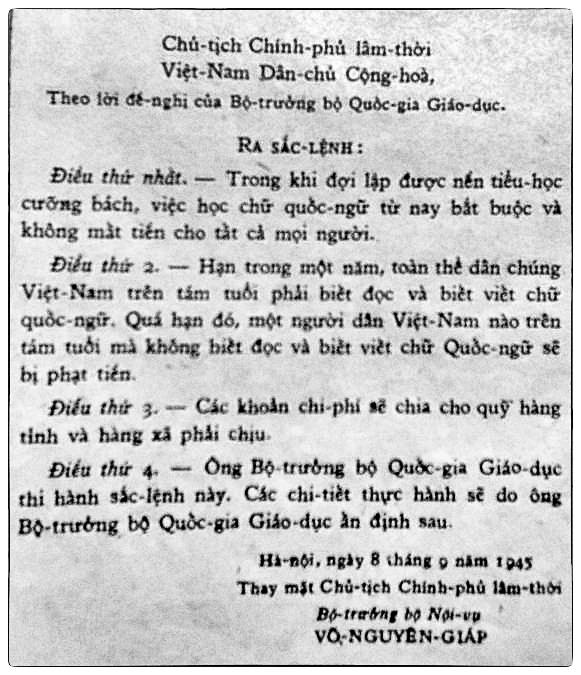 Chủ-tịch Chính-phủ lâm-thời
Việt-Nam Dân-chủ Cộng-hoà,
Theo lời đề-nghị của Bộ-trưởng bộ Quốc-gia Giáo-dục.
RA SẮC-LỆNH :
Điều thứ nhất. — Trong khi đợi lập được nền tiểu-học
cưỡng bách, việc học chữ quốc-ngữ từ nay bắt buộc và
không mất tiền cho tất cả mọi người.
Điều thứ 2. — Hạn trong một năm, toàn thể dân chúng
Việt-Nam trên tám tuổi phải biết đọc và biết viết chữ
quốc-ngữ. Quá hạn đó, một người dân Việt-Nam nào trên
tám tuổi mà không biết đọc và biết viết chữ Quốc-ngữ sẽ
bị phạt tiền.
Điều thứ 3. — Các khoản chi-phí sẽ chia cho quỹ hàng
tỉnh và hàng xã phải chịu.
Điều thứ 4. — Ông Bộ-trưởng bộ Quốc-gia Giáo-dục
thi hành sắc-lệnh này. Các chi-tiết thực hành sẽ do ông
Bộ-trưởng bộ Quốc-gia Giáo-dục ấn định sau.
Hà-nội, ngày 8 tháng 9 năm 1945
Thay mặt Chủ-tịch Chính-phủ lâm-thời
Bộ-trưởng bộ Nội-vụ
VÕ-NGUYÊN-GIÁP